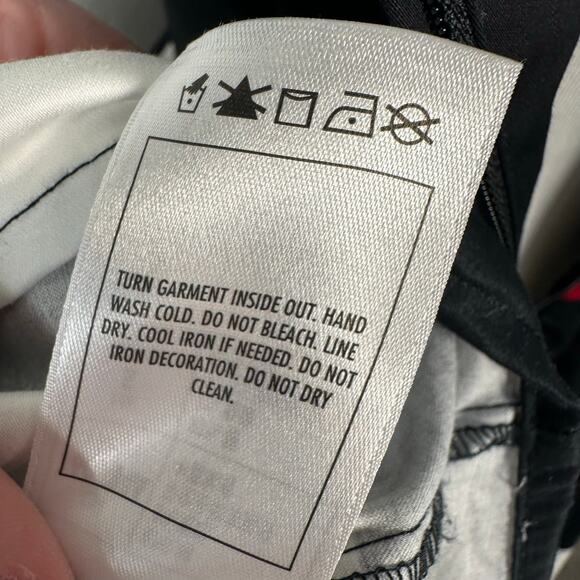 TURN GARMENT INSIDE OUT. HAND
WASH COLD. DO NOT BLEACH. LINE
DRY. COOL IRON IF NEEDED. DO NOT
IRON DECORATION. DO NOT DRY
CLEAN.